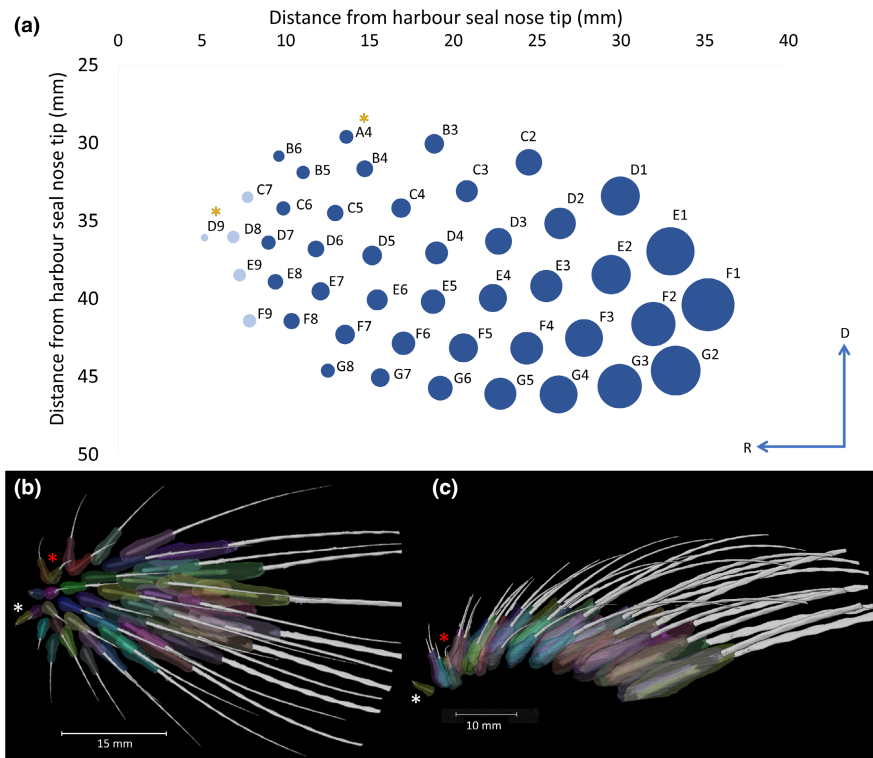 Distance from harbour seal nose tip (mm)
(a)
0 5 10 15 20 25 30 35 40
Distance from harbour seal nose tip (mm)
25
30
35
40
45
50
*
A4
B3
B6
B4
C2
B5
C3
D1
C7
*
C6
C5
C4
D2
E1
D9
D8
D7
D6
D5
D4
D3
E2
F1
E9
E8
E7
E6
E5
E4
E3
F2
F9
F8
F7
F6
F5
F4
F3
G8
G7
G6
G5
G4
G3
G2
D
R
(b)
*
*
15 mm
(c)
*
*
10 mm